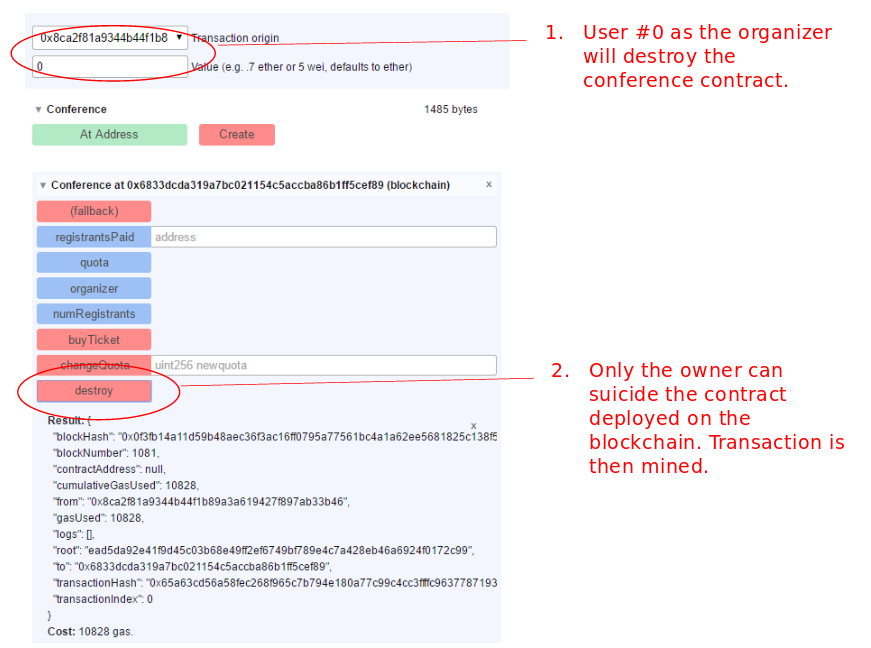 0x8ca2f81a9344b44f1b8 Transaction origin
0 Value (e.g. .7 ether or 5 wei, defaults to ether)
1. User #0 as the organizer
will destroy the
conference contract.
Conference 1485 bytes
At Address Create
Conference at 0x6833dcda319a7bc021154c5accba86b1ff5cef89 (blockchain) x
(fallback)
registrantsPaid address
quota
organizer
numRegistrants
buyTicket
changeQuota uint256 newquota
destroy
2. Only the owner can
suicide the contract
deployed on the
blockchain. Transaction is
then mined.
Result: {
x
"blockHash": "0x0f3fb14a11d59b48aec36f3ac16ff0795a77561bc4a1a62ee5681825c138f5
"blockNumber": 1081,
"contractAddress": null,
"cumulativeGasUsed": 10828,
"from": "0x8ca2f81a9344b44f1b89a3a619427f897ab33b46",
"gasUsed": 10828,
"logs": [],
"root": "ead5da92e41f9d45c03b68e49ff2ef6749bf789e4c7a428eb46a6924f0172c99",
"to": "0x6833dcda319a7bc021154c5accba86b1ff5cef89",
"transactionHash": "0x65a63cd56a58fec268f965c7b794e180a77c99c4cc3fffc9637787193
"transactionIndex": 0
}
Cost: 10828 gas.